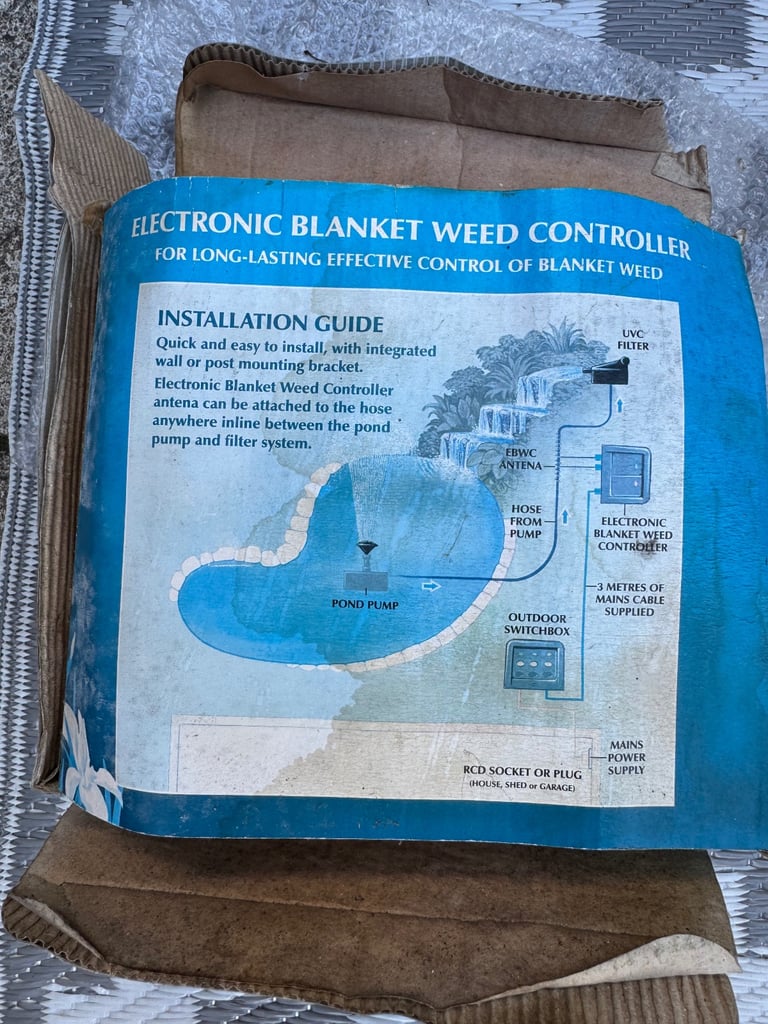 ELECTRONIC BLANKET WEED CONTROLLER
FOR LONG-LASTING EFFECTIVE CONTROL OF BLANKET WEED
INSTALLATION GUIDE
Quick and easy to install, with integrated
wall or post mounting bracket.
Electronic Blanket Weed Controller
antena can be attached to the hose
anywhere inline between the pond
pump and filter system.
UVC
FILTER
EBWC
ANTENA
HOSE
FROM
PUMP
ELECTRONIC
BLANKET WEED
CONTROLLER
POND PUMP
3 METRES OF
MAINS CABLE
SUPPLIED
OUTDOOR
SWITCHBOX
MAINS
POWER
SUPPLY
RCD SOCKET OR PLUG
(HOUSE, SHED or GARAGE)